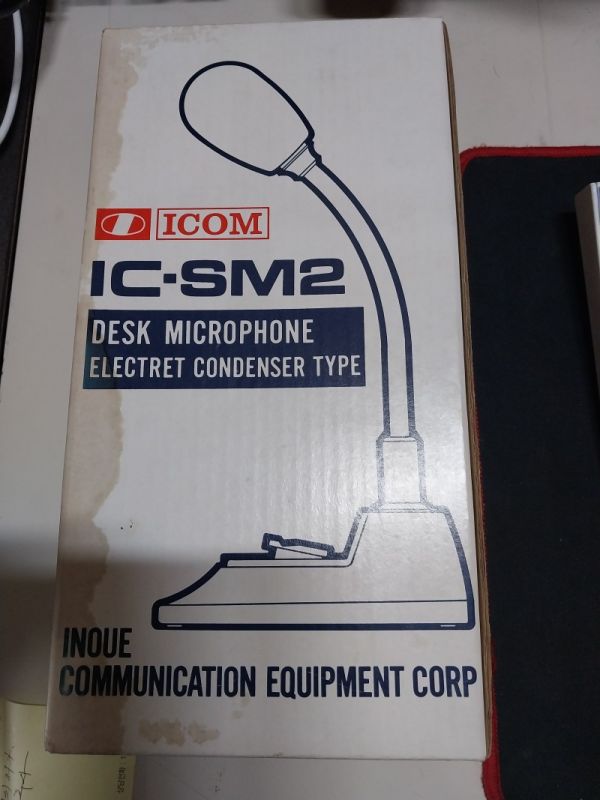 ICOM
IC-SM2
DESK MICROPHONE
ELECTRET CONDENSER TYPE
INOUE
COMMUNICATION EQUIPMENT CORP